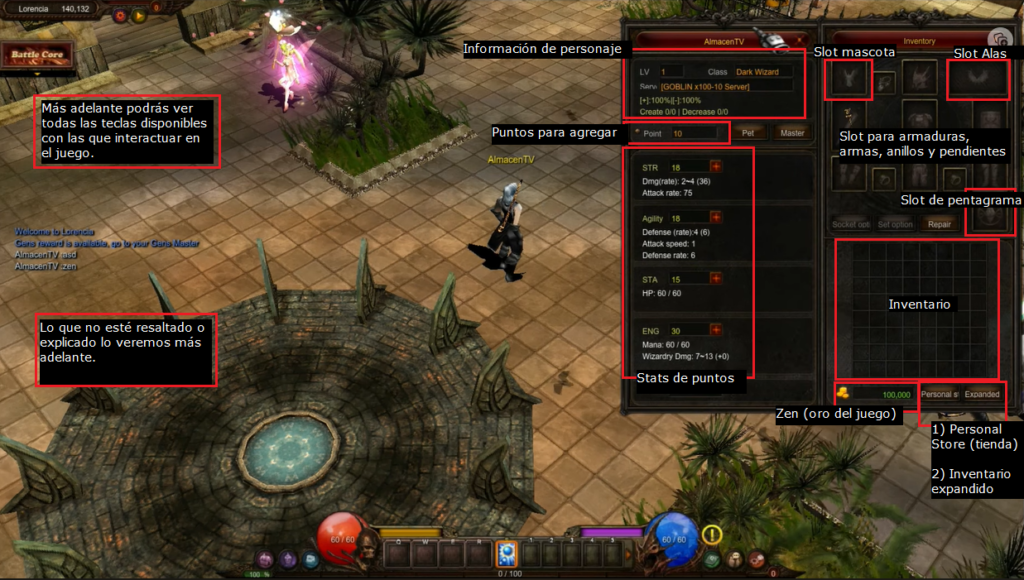 Lorencia 140,132
Battle Core
Más adelante podrás ver
todas las teclas disponibles
con las que interactuar en
el juego.
Welcome to Lorencia
Gens reward is available, go to your Gens Master
AlmacenTV: asd
AlmacenTV: zen
Lo que no esté resaltado o
explicado lo veremos más
adelante.
AlmacenTV
Información de personaje
AlmacenTV
LV 1 Class Dark Wizard
[GOBLIN x100-10 Server]
[+]:100%|[-]:100%
Create 0/0 | Decrease 0/0
Puntos para agregar
Point 10
Pet
Master
STR 18
Dmg(rate): 2~4 (36)
Attack rate: 75
Agility 18
Defense (rate):4 (6)
Attack speed: 1
Defense rate: 6
STA 15
HP: 60 / 60
ENG 30
Mana: 60 / 60
Wizardry Dmg: 7~13 (+0)
Stats de puntos
Inventory
Slot mascota
Slot Alas
Slot para armaduras,
armas, anillos y pendientes
Slot de pentagrama
Socket opt Set option Repair
Inventario
100,000
Personal s Expanded
Zen (oro del juego)
1) Personal
Store (tienda)
2) Inventario
expandido
60 / 60
Q W E R
1 2 3 4 5
60 / 60
100 %
0 / 100
0